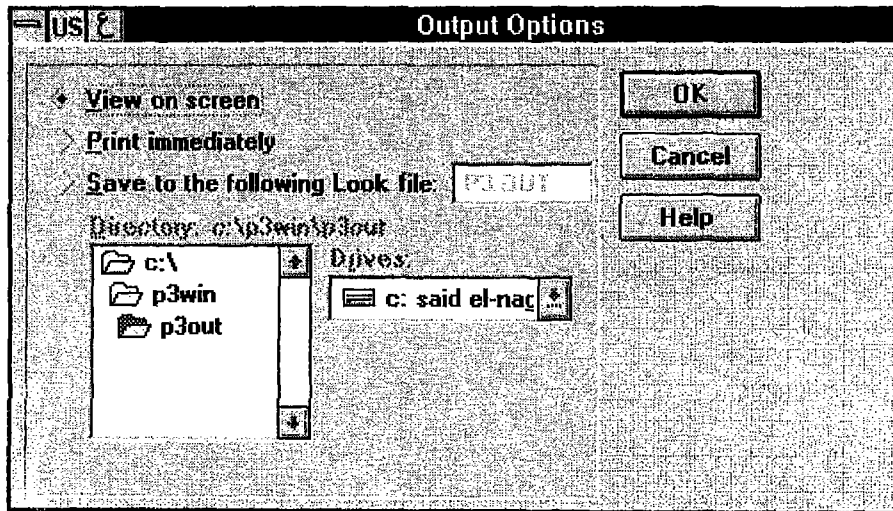 US ع Output Options
View on screen
Print immediately
Save to the following Look file: P3.OUT
Directory: c:\p3win\p3out
c:\
p3win
p3out
Drives:
c: said el-nag
OK
Cancel
Help